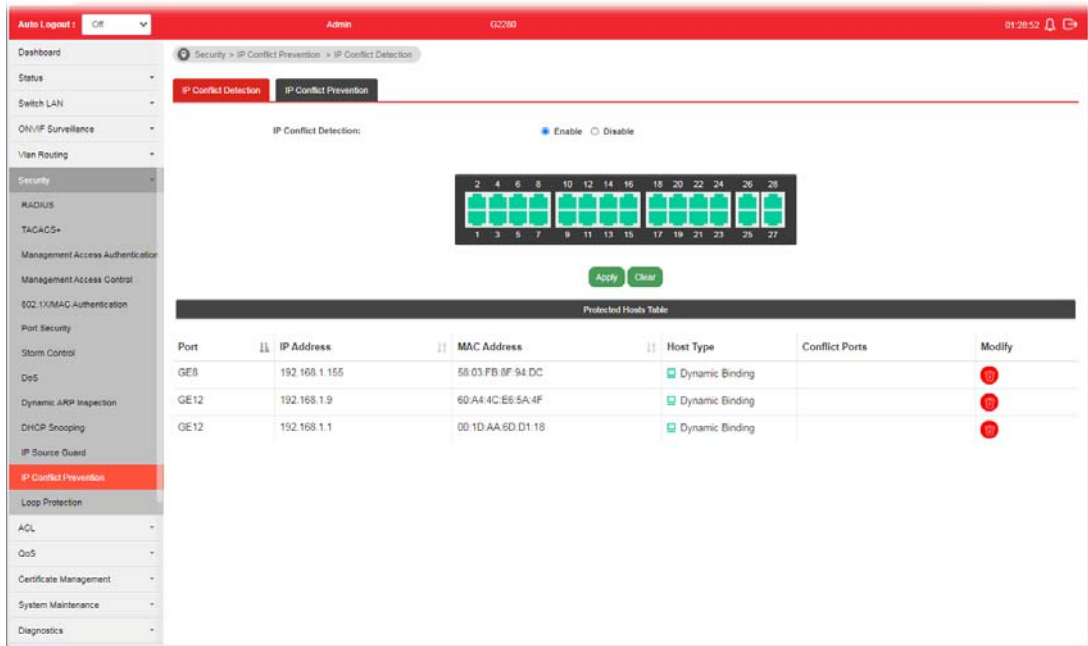 Auto Logout : Off Admin G2280 01:28:52
Dashboard
Status
Switch LAN
ONVIF Surveillance
Vlan Routing
Security
RADIUS
TACACS+
Management Access Authentication
Management Access Control
802.1X/MAC Authentication
Port Security
Storm Control
DoS
Dynamic ARP Inspection
DHCP Snooping
IP Source Guard
IP Conflict Prevention
Loop Protection
ACL
QoS
Certificate Management
System Maintenance
Diagnostics
Security > IP Conflict Prevention > IP Conflict Detection
IP Conflict Detection IP Conflict Prevention
IP Conflict Detection: Enable Disable
2 4 6 8 10 12 14 16 18 20 22 24 26 28
1 3 5 7 9 11 13 15 17 19 21 23 25 27
Apply Clear
Protected Hosts Table
Port IP Address MAC Address Host Type Conflict Ports Modify
GE8 192.168.1.155 58:03:FB:8F:94:DC Dynamic Binding
GE12 192.168.1.9 60:A4:4C:E6:5A:4F Dynamic Binding
GE12 192.168.1.1 00:1D:AA:6D:D1:18 Dynamic Binding